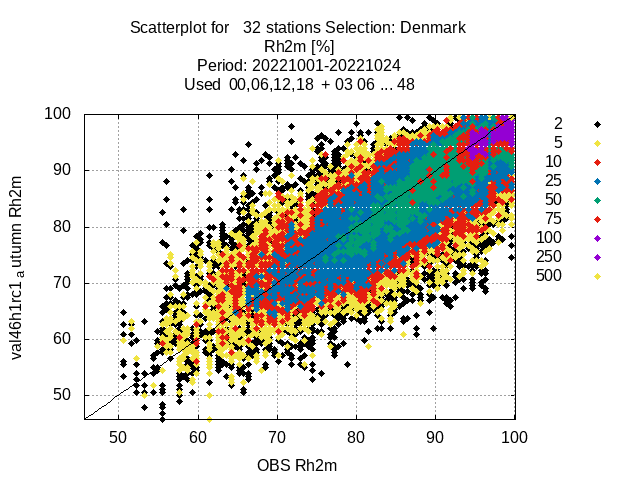 Scatterplot for 32 stations Selection: Denmark
Rh2m [%]
Period: 20221001-20221024
Used 00,06,12,18 + 03 06 ... 48
100
90
80
70
60
50
50 60 70 80 90 100
val46h1rc1 a utumn Rh2m
OBS Rh2m
2
5
10
25
50
75
100
250
500